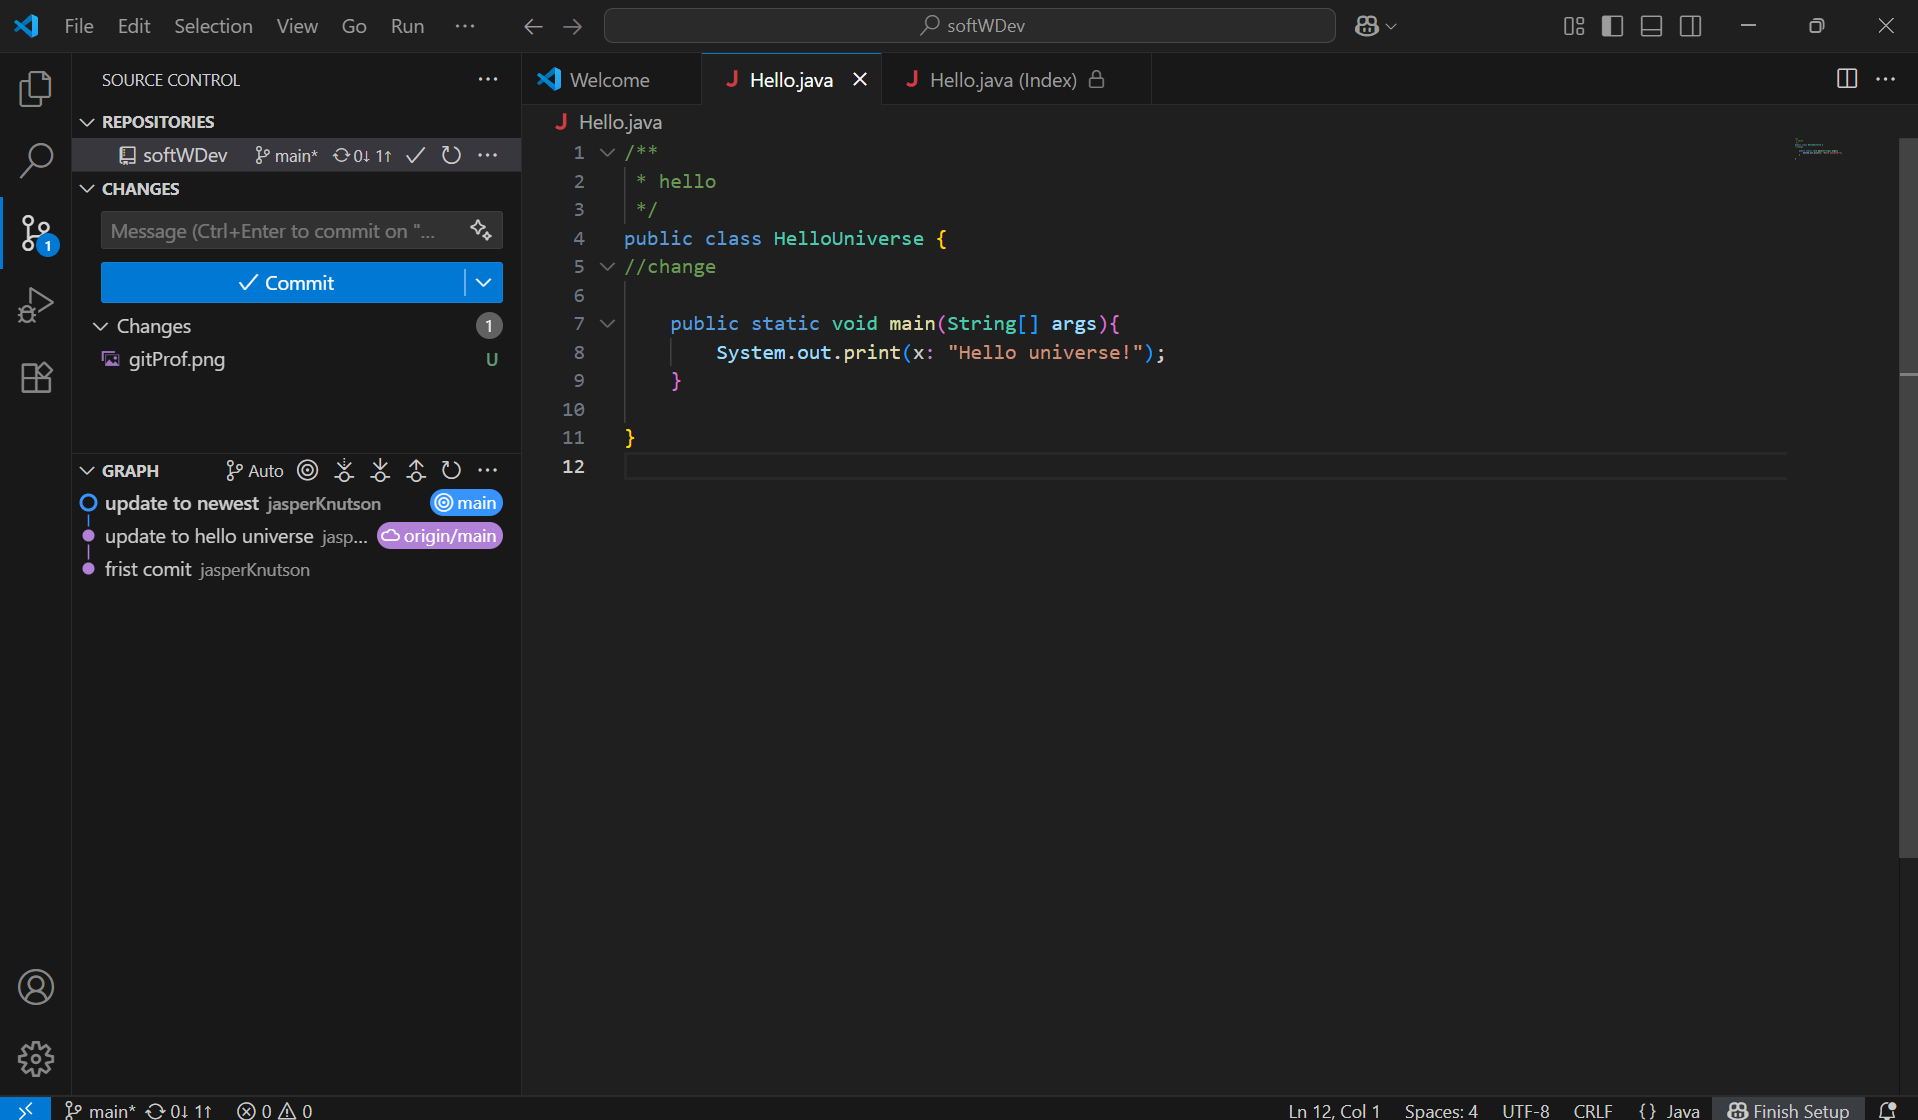 File Edit Selection View Go Run ··· softWDev
SOURCE CONTROL ···
REPOSITORIES
softWDev main* 0↓ 1↑ ···
CHANGES
Message (Ctrl+Enter to commit on "...
Commit
Changes 1
gitProf.png U
1
GRAPH Auto ···
update to newest jasperKnutson main
update to hello universe jasp... origin/main
frist comit jasperKnutson
Welcome J Hello.java J Hello.java (Index) ···
J Hello.java
1 /**
2 * hello
3 */
4 public class HelloUniverse {
5 //change
6
7 public static void main(String[] args){
8 System.out.print(x: "Hello universe!");
9 }
10
11 }
12
main* 0↓ 1↑ 0 0 Ln 12, Col 1 Spaces: 4 UTF-8 CRLF {} Java Finish Setup